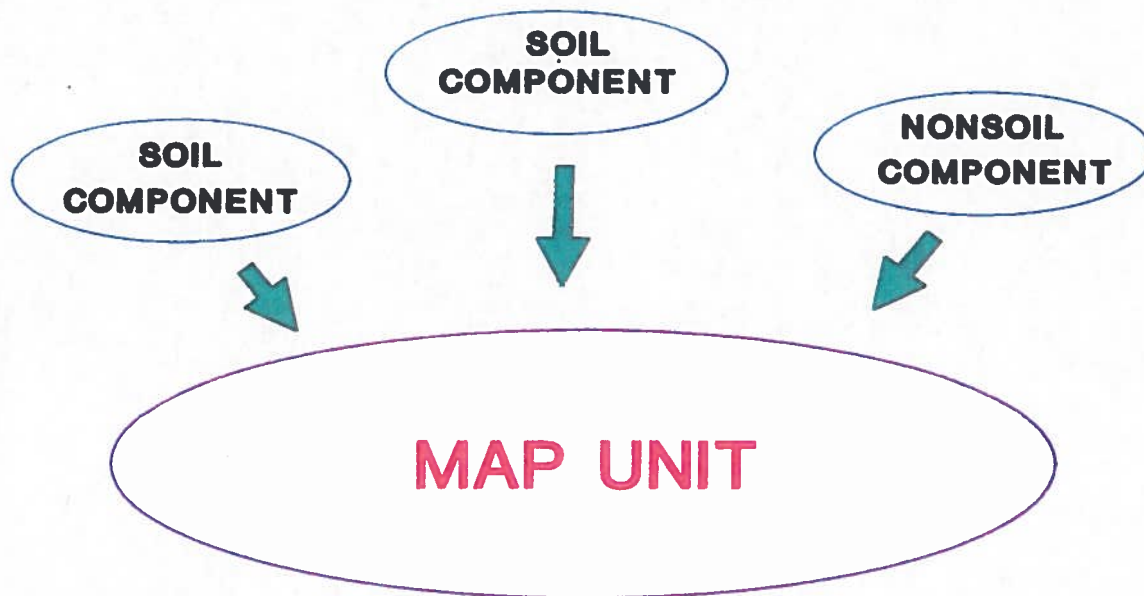 SOIL
COMPONENT
SOIL
COMPONENT
NONSOIL
COMPONENT
MAP UNIT